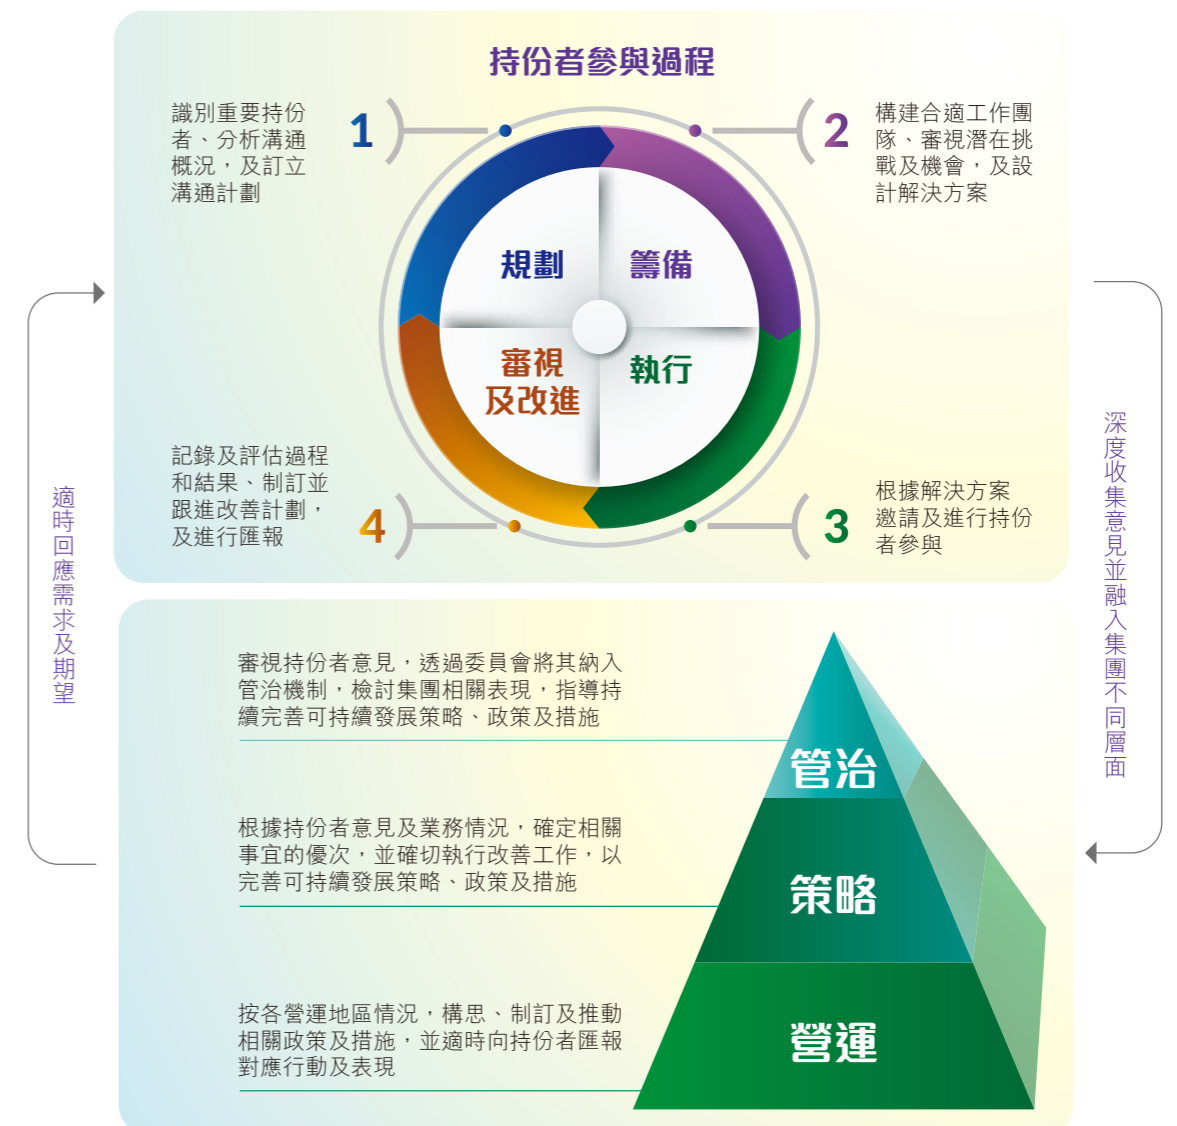 持份者參與過程
識別重要持份
者、分析溝通
概況，及訂立
溝通計劃
1
2
構建合適工作團
隊、審視潛在挑
戰及機會，及設
計解決方案
規劃
籌備
審視
及改進
執行
記錄及評估過程
和結果、制訂並
跟進改善計劃，
及進行匯報
4
3
根據解決方案
邀請及進行持份
者參與
適時回應需求及期望
深度收集意見並融入集團不同層面
審視持份者意見，透過委員會將其納入
管治機制，檢討集團相關表現，指導持
續完善可持續發展策略、政策及措施
管治
根據持份者意見及業務情況，確定相關
事宜的優次，並確切執行改善工作，以
完善可持續發展策略、政策及措施
策略
按各營運地區情況，構思、制訂及推動
相關政策及措施，並適時向持份者匯報
對應行動及表現
營運